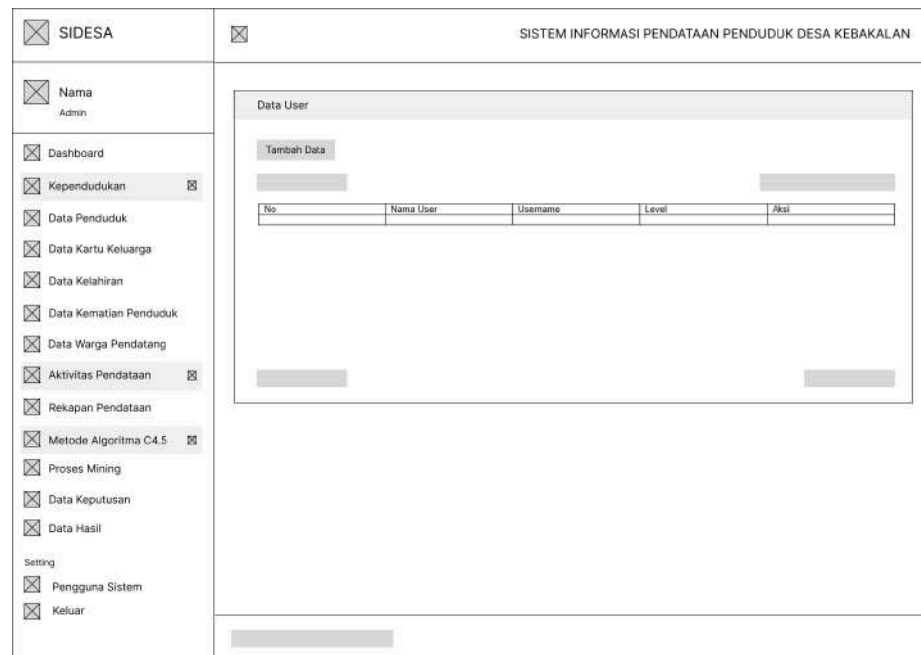 SIDESA
SISTEM INFORMASI PENDATAAN PENDUDUK DESA KEBAKALAN
Nama
Admin
Dashboard
Kependudukan
Data Penduduk
Data Kartu Keluarga
Data Kelahiran
Data Kematian Penduduk
Data Warga Pendatang
Aktivitas Pendataan
Rekapan Pendataan
Metode Algoritma C4.5
Proses Mining
Data Keputusan
Data Hasil
Setting
Pengguna Sistem
Keluar
Data User
Tambah Data
No Nama User Username Level Aksi